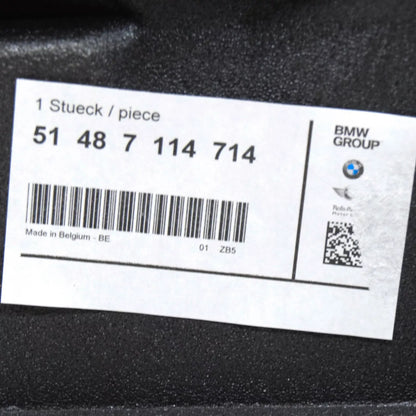 1 Stueck / piece
51 48 7 114 714
Made in Belgium - BE
01 ZB5
BMW
GROUP